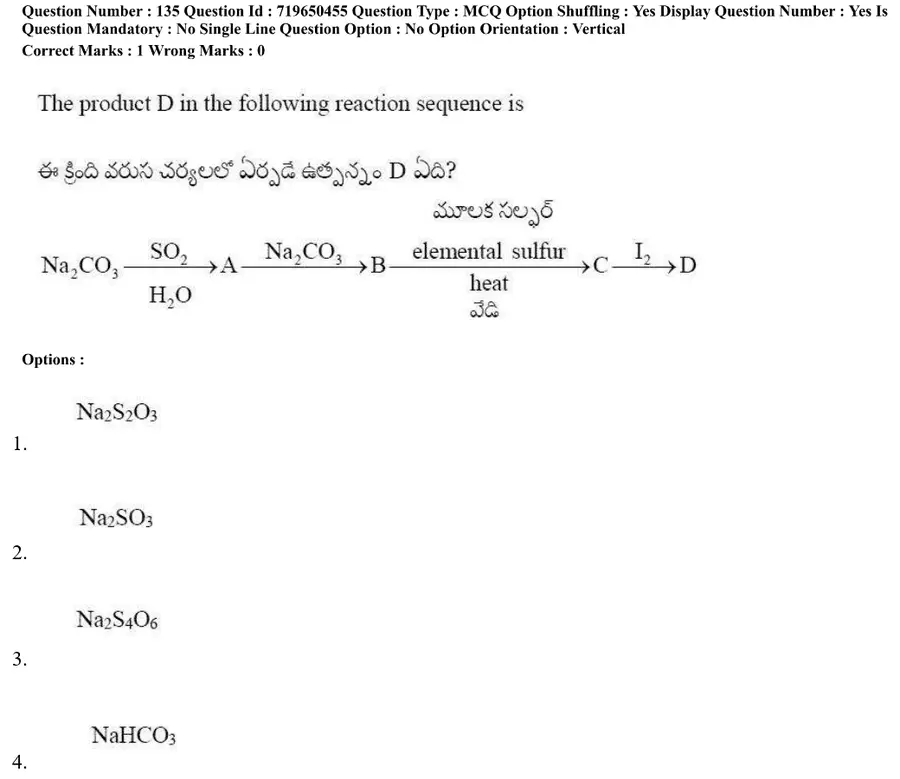 Question Number : 135 Question Id : 719650455 Question Type : MCQ Option Shuffling : Yes Display Question Number : Yes Is
Question Mandatory : No Single Line Question Option : No Option Orientation : Vertical
Correct Marks : 1 Wrong Marks : 0
The product D in the following reaction sequence is
ఈ క్రింది వరుస చర్యలలో ఏర్పడే ఉత్పన్నం D ఏది?
మూలక సల్ఫర్
Na₂CO₃ —SO₂→ A —Na₂CO₃→ B —elemental sulfur→ C —I₂→ D
H₂O heat
వేడి
Options :
Na₂S₂O₃
1.
Na₂SO₃
2.
Na₂S₄O₆
3.
NaHCO₃
4.